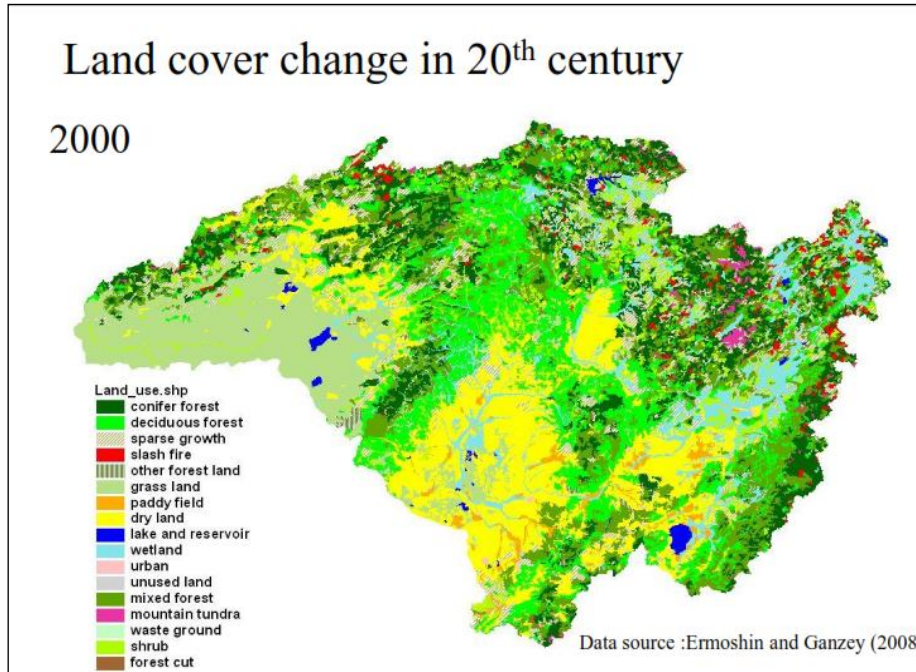 Land cover change in 20th century
2000
Land_use.shp
conifer forest
deciduous forest
sparse growth
slash fire
other forest land
grass land
paddy field
dry land
lake and reservoir
wetland
urban
unused land
mixed forest
mountain tundra
waste ground
shrub
forest cut
Data source :Ermoshin and Ganzey (2008